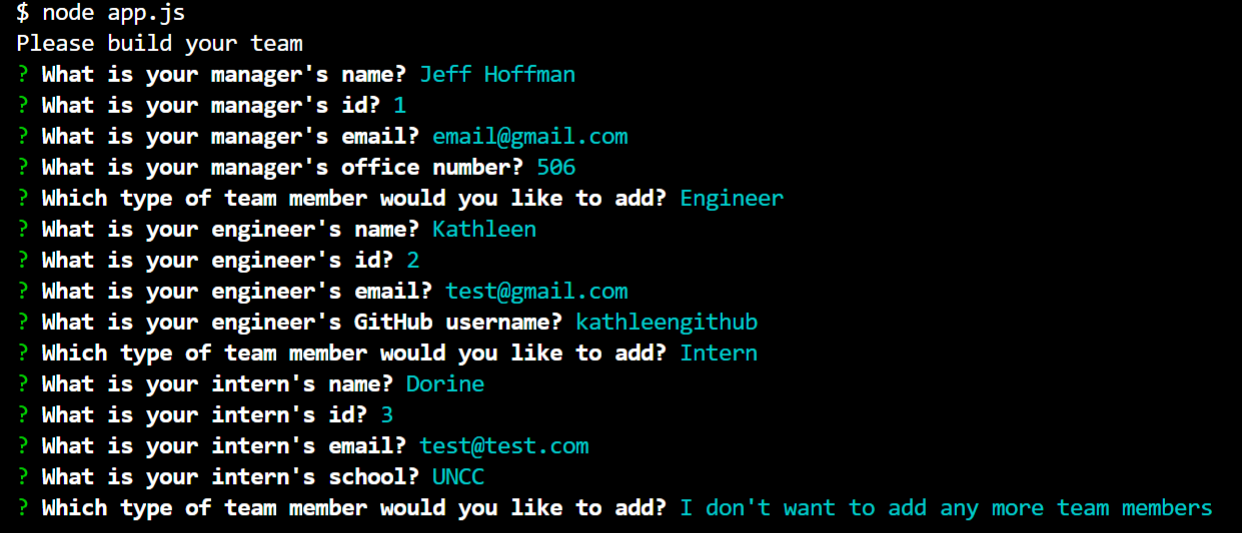 $ node app.js
Please build your team
? What is your manager's name? Jeff Hoffman
? What is your manager's id? 1
? What is your manager's email? email@gmail.com
? What is your manager's office number? 506
? Which type of team member would you like to add? Engineer
? What is your engineer's name? Kathleen
? What is your engineer's id? 2
? What is your engineer's email? test@gmail.com
? What is your engineer's GitHub username? kathleengithub
? Which type of team member would you like to add? Intern
? What is your intern's name? Dorine
? What is your intern's id? 3
? What is your intern's email? test@test.com
? What is your intern's school? UNCC
? Which type of team member would you like to add? I don't want to add any more team members